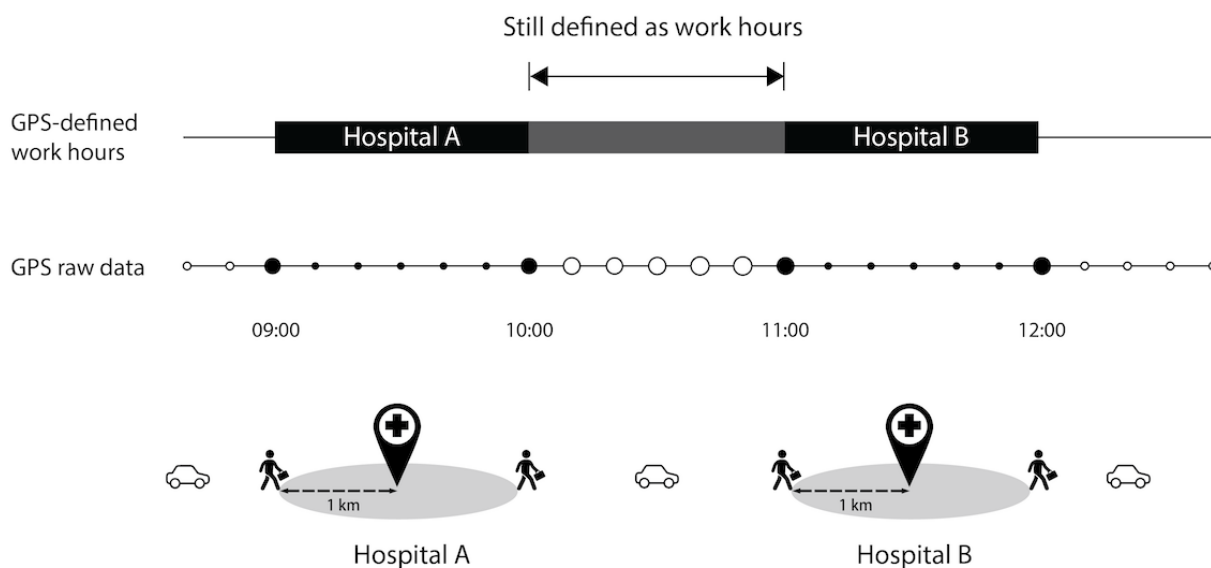 Still defined as work hours
GPS-defined
work hours
Hospital A
Hospital B
GPS raw data
09:00
10:00
11:00
12:00
1 km
1 km
Hospital A
Hospital B